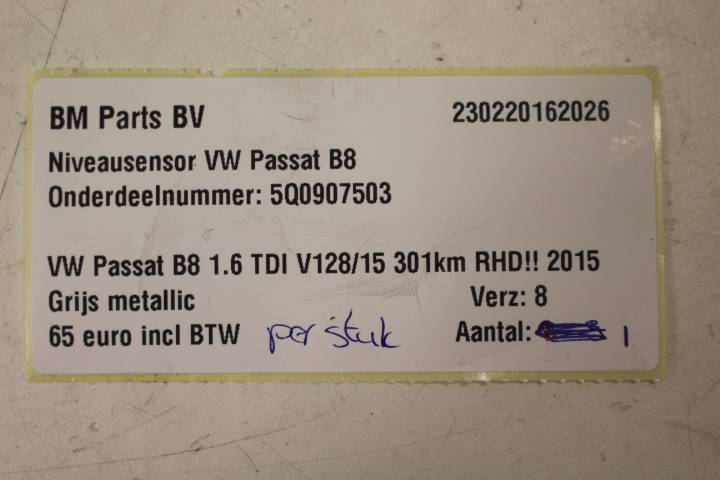 BM Parts BV 230220162026
Niveausensor VW Passat B8
Onderdeelnummer: 5Q0907503
VW Passat B8 1.6 TDI V128/15 301km RHD!! 2015
Grijs metallic Verz: 8
65 euro incl BTW per stuk Aantal: 1